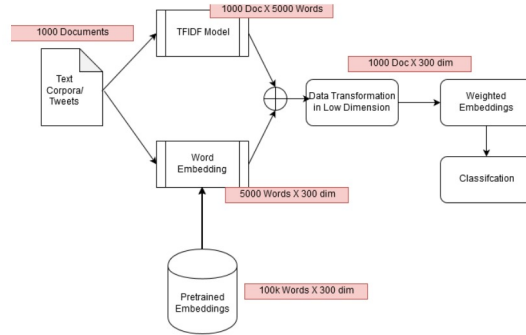 1000 Doc X 5000 Words
1000 Documents
TFIDF Model
Text
Corpora/
Tweets
1000 Doc X 300 dim
Data Transformation
in Low Dimension
Weighted
Embeddings
Word
Embedding
Classifcation
5000 Words X 300 dim
Pretrained
Embeddings
100k Words X 300 dim